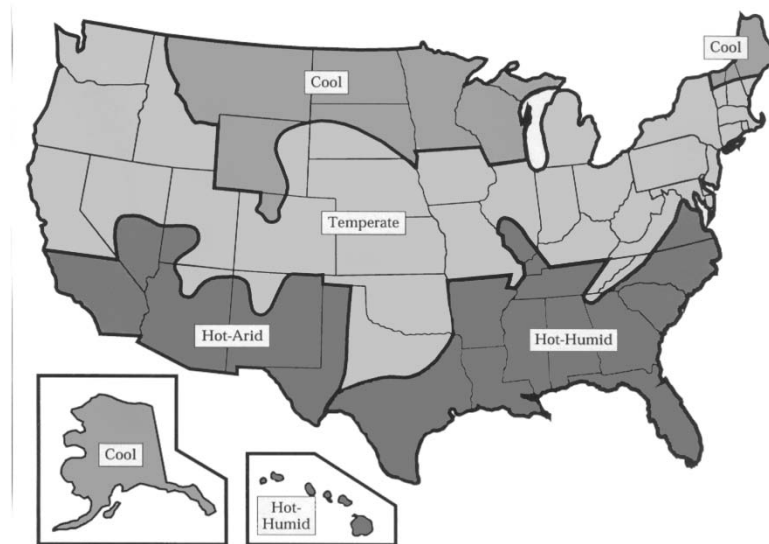 Cool
Cool
Temperate
Hot-Arid
Hot-Humid
Cool
Hot-
Humid